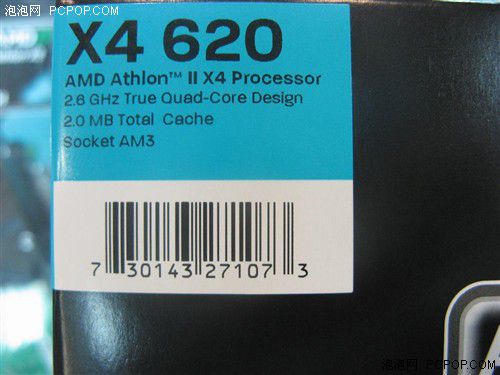 泡泡网 PCPOP.COM
X4 620
AMD Athlon™ II X4 Processor
2.6 GHz True Quad-Core Design
2.0 MB Total Cache
Socket AM3
7 30143 27107 3
泡泡网 PCPOP.COM